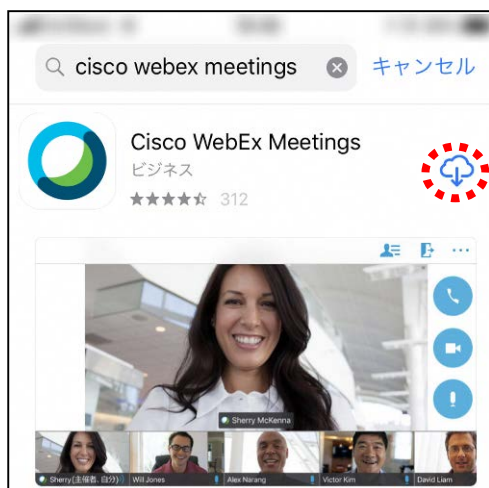 cisco webex meetings
キャンセル
Cisco WebEx Meetings
ビジネス
312
Sherry McKenna
Sherry(主催者、自分)
Will Jones
Alex Narang
Victor Kim
David Liam